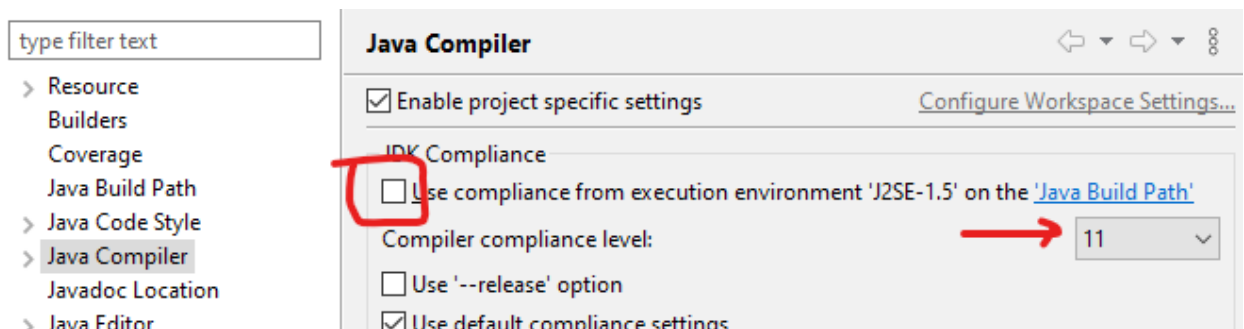 type filter text
Resource
Builders
Coverage
Java Build Path
Java Code Style
Java Compiler
Javadoc Location
Java Editor
Java Compiler
Enable project specific settings
Configure Workspace Settings...
JDK Compliance
Use compliance from execution environment 'J2SE-1.5' on the 'Java Build Path'
Compiler compliance level:
11
Use '--release' option
Use default compliance settings